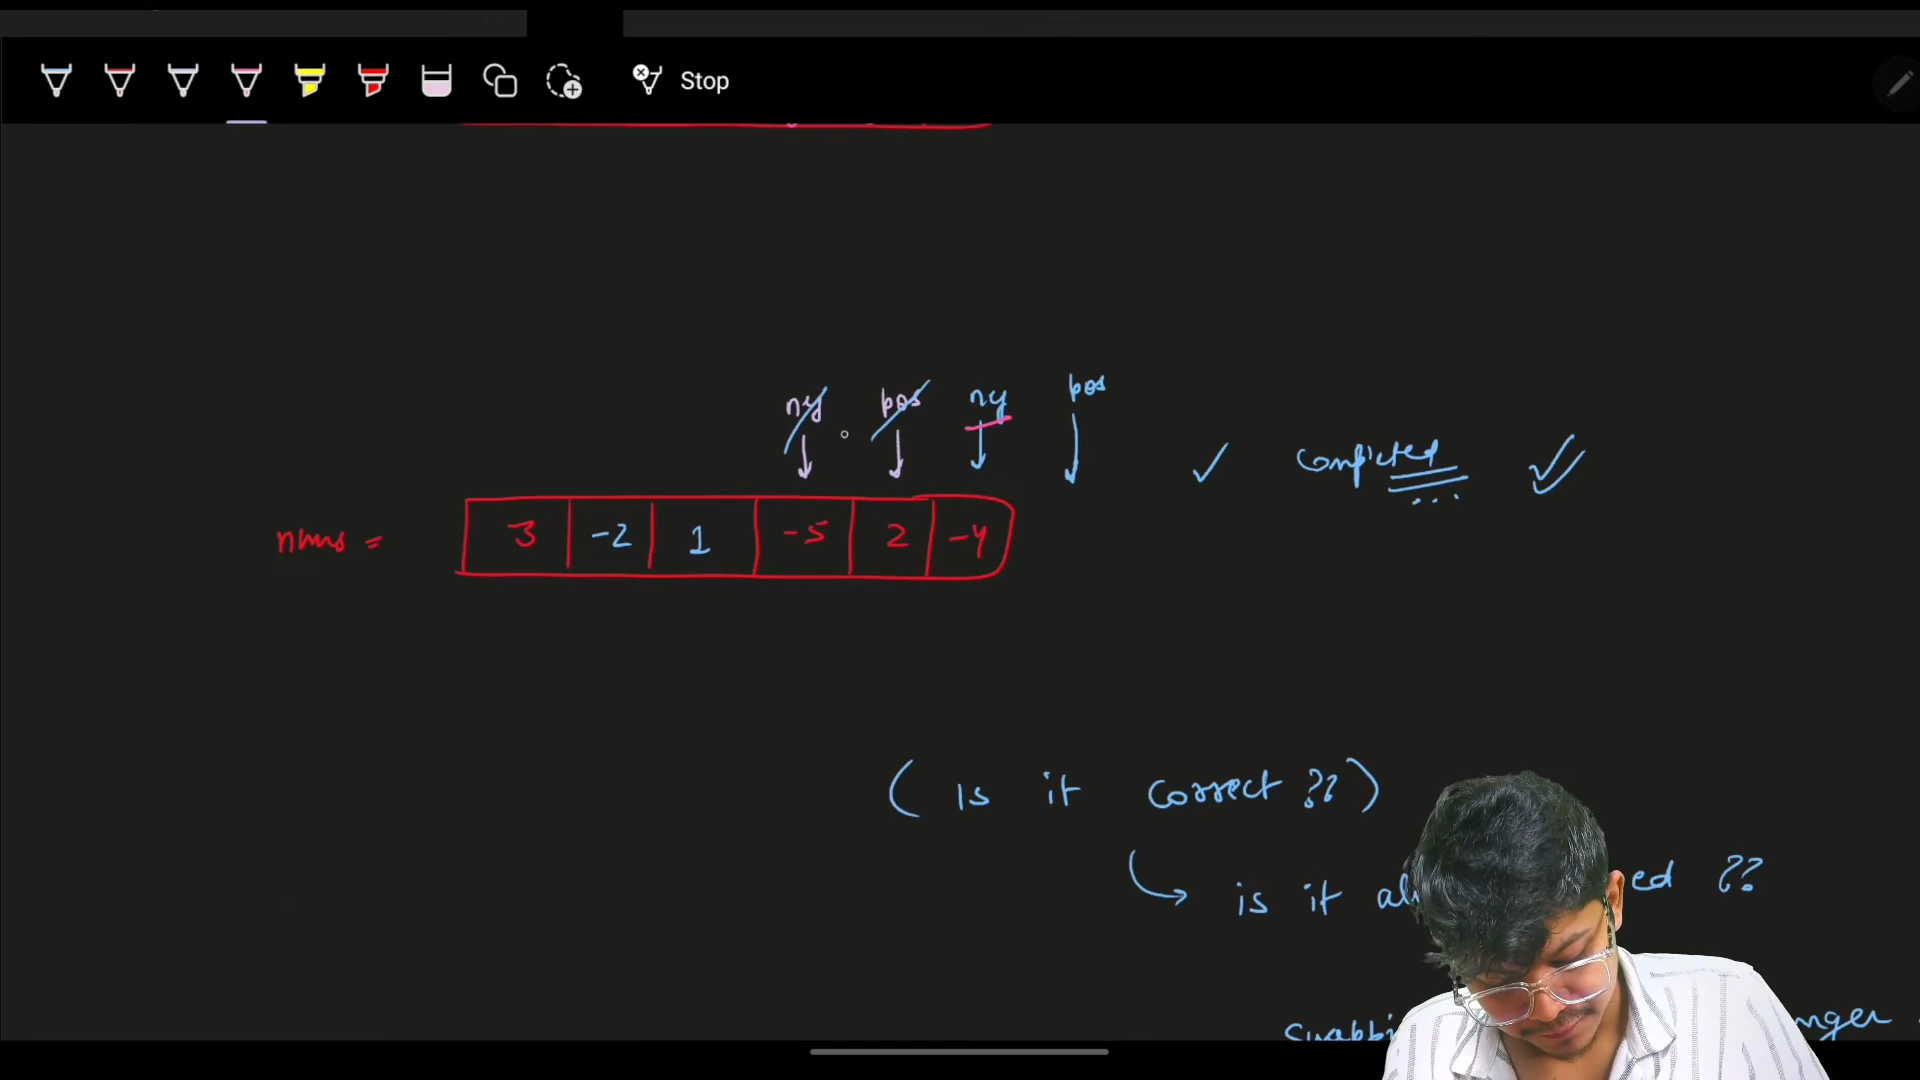 Stop
neg pos neg pos
✓ completed ✓
nums = 3 -2 1 -5 2 -4
( Is it correct ?? )
↳ is it ed ??